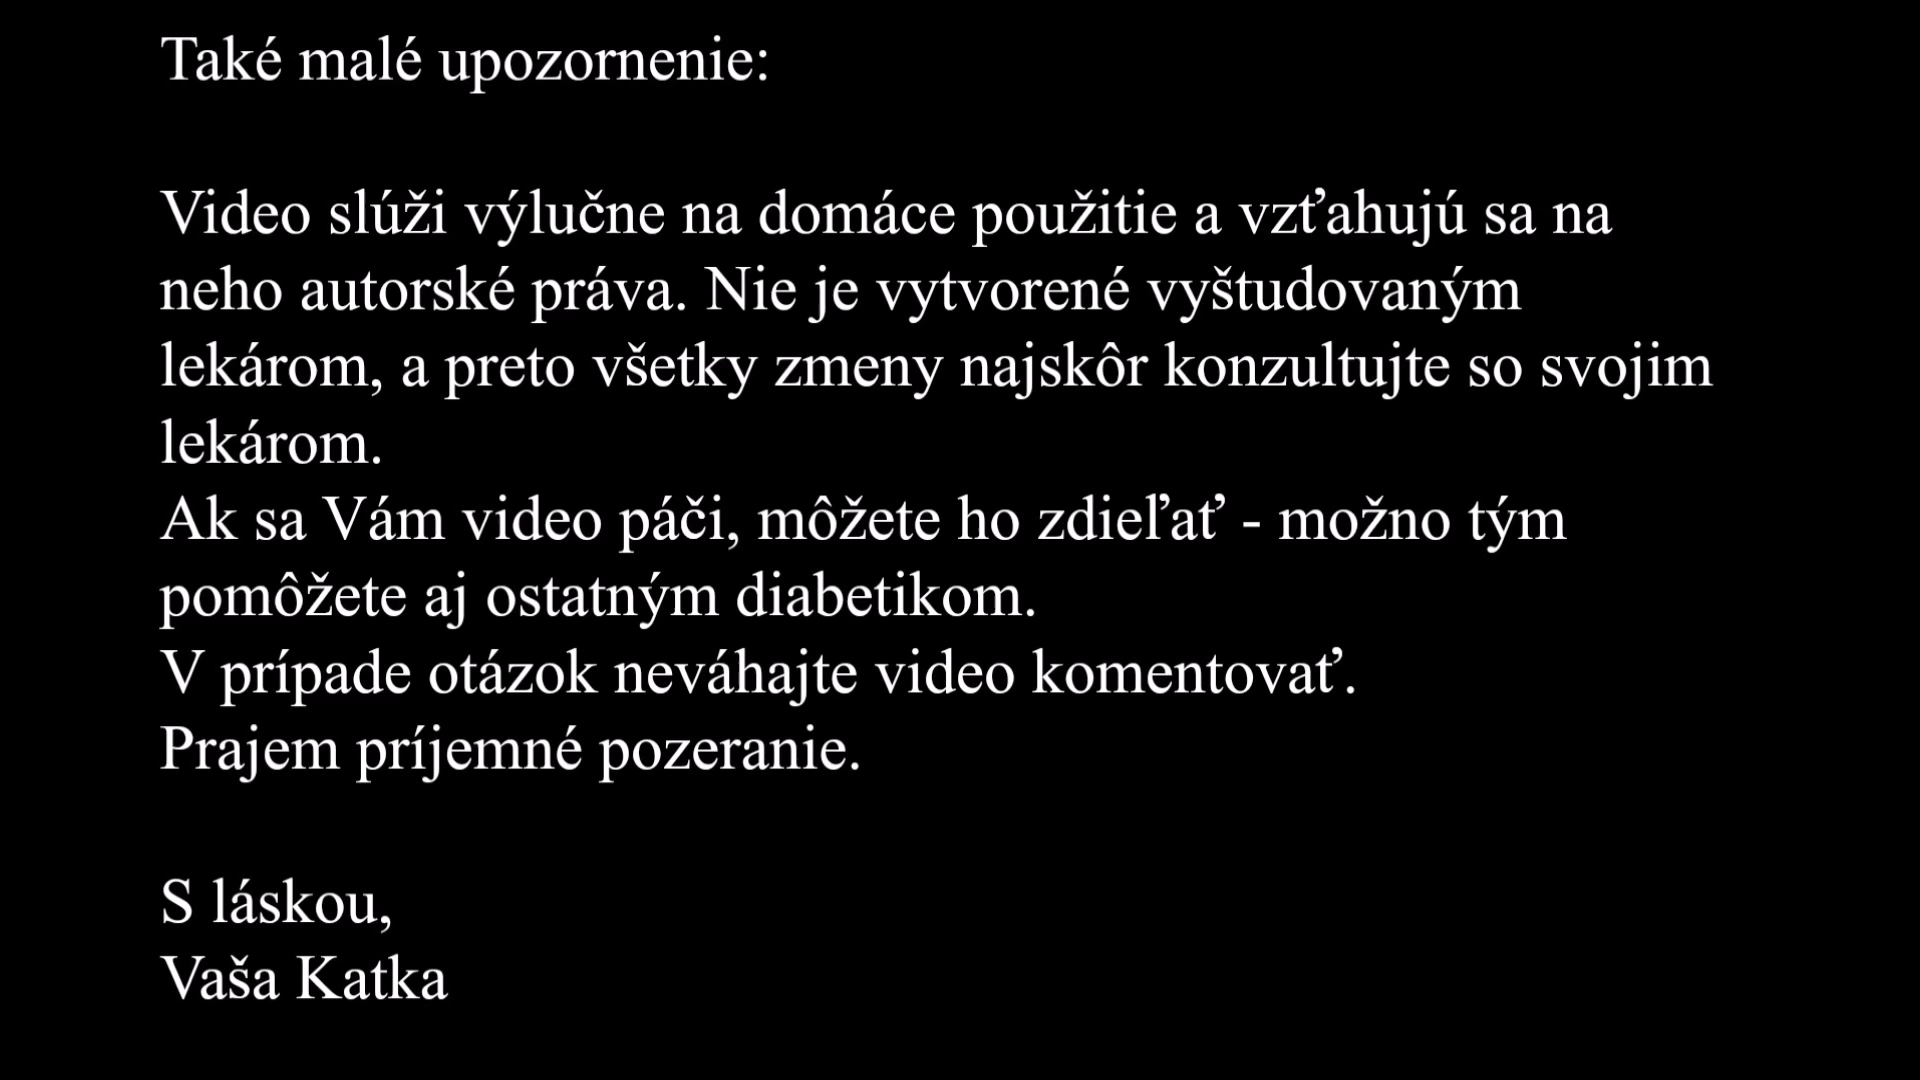 Také malé upozornenie:
Video slúži výlučne na domáce použitie a vzťahujú sa na
neho autorské práva. Nie je vytvorené vyštudovaným
lekárom, a preto všetky zmeny najskôr konzultujte so svojim
lekárom.
Ak sa Vám video páči, môžete ho zdieľať - možno tým
pomôžete aj ostatným diabetikom.
V prípade otázok neváhajte video komentovať.
Prajem príjemné pozeranie.
S láskou,
Vaša Katka